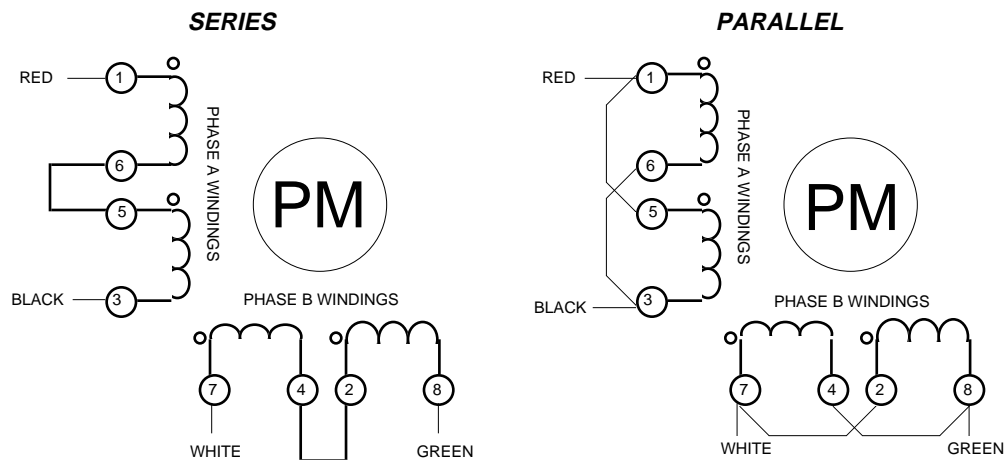 SERIES
RED
1
6
5
BLACK
3
PHASE A WINDINGS
PM
PHASE B WINDINGS
7
4
2
8
WHITE
GREEN
PARALLEL
RED
1
6
5
BLACK
3
PHASE A WINDINGS
PM
PHASE B WINDINGS
7
4
2
8
WHITE
GREEN